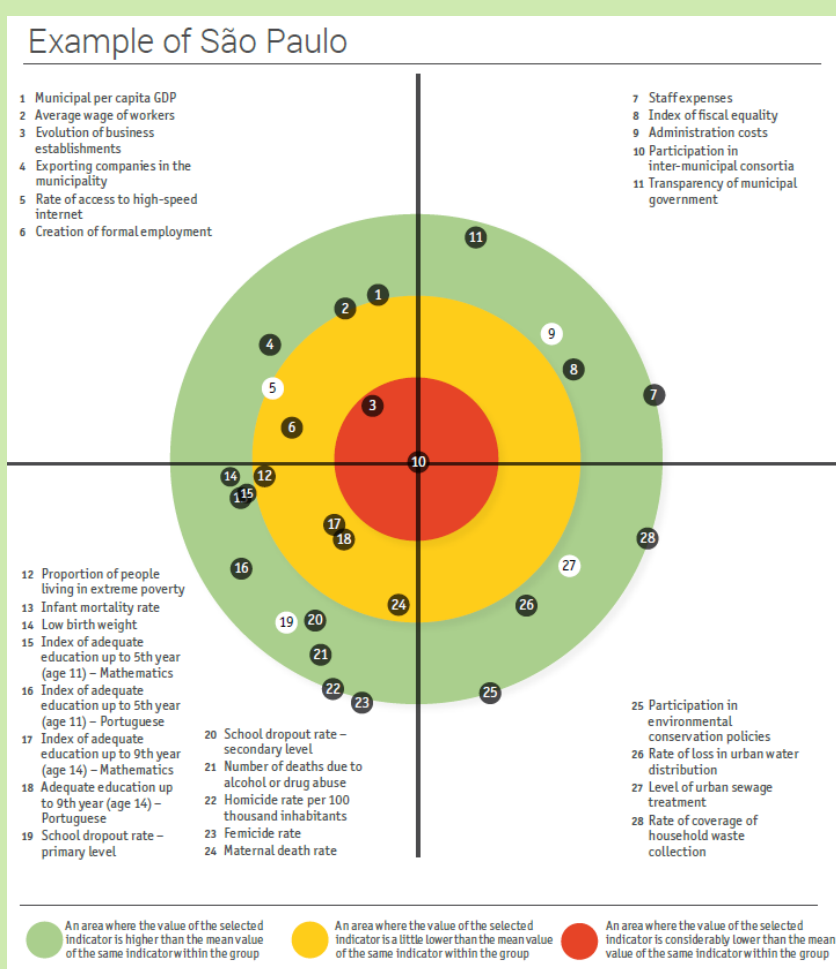 Example of São Paulo
1 Municipal per capita GDP
2 Average wage of workers
3 Evolution of business
establishments
4 Exporting companies in the
municipality
5 Rate of access to high-speed
internet
6 Creation of formal employment
7 Staff expenses
8 Index of fiscal equality
9 Administration costs
10 Participation in
inter-municipal consortia
11 Transparency of municipal
government
11
1
2
9
4
8
5
7
3
6
10
14
12
15
17
18
28
16
27
24
26
19
20
21
22
25
23
12 Proportion of people
living in extreme poverty
13 Infant mortality rate
14 Low birth weight
15 Index of adequate
education up to 5th year
(age 11) – Mathematics
16 Index of adequate
education up to 5th year
(age 11) – Portuguese
17 Index of adequate
education up to 9th year
(age 14) – Mathematics
18 Adequate education up
to 9th year (age 14) –
Portuguese
19 School dropout rate –
primary level
20 School dropout rate –
secondary level
21 Number of deaths due to
alcohol or drug abuse
22 Homicide rate per 100
thousand inhabitants
23 Femicide rate
24 Maternal death rate
25 Participation in
environmental
conservation policies
26 Rate of loss in urban water
distribution
27 Level of urban sewage
treatment
28 Rate of coverage of
household waste
collection
An area where the value of the selected
indicator is higher than the mean value
of the same indicator within the group
An area where the value of the selected
indicator is a little lower than the mean value
of the same indicator within the group
An area where the value of the selected
indicator is considerably lower than the mean
value of the same indicator within the group